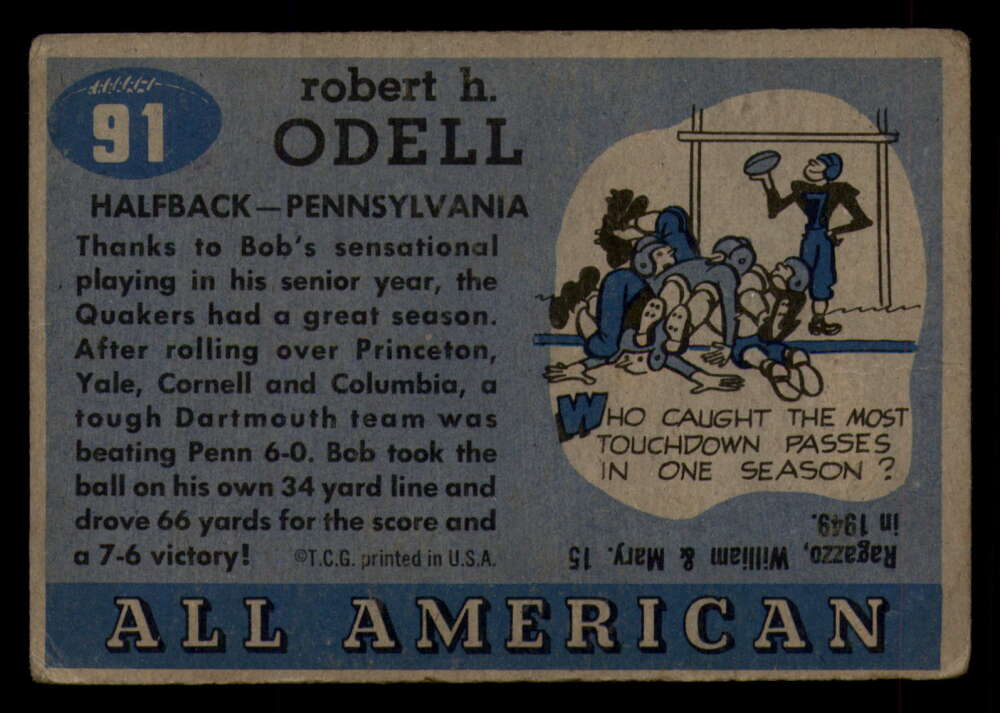 91
robert h.
ODELL
HALFBACK—PENNSYLVANIA
Thanks to Bob's sensational
playing in his senior year, the
Quakers had a great season.
After rolling over Princeton,
Yale, Cornell and Columbia, a
tough Dartmouth team was
beating Penn 6-0. Bob took the
ball on his own 34 yard line and
drove 66 yards for the score and
a 7-6 victory!
©T.C.G. printed in U.S.A.
7
WHO CAUGHT THE MOST
TOUCHDOWN PASSES
IN ONE SEASON?
Ragazzo, William & Mary. 15
in 1949.
ALL AMERICAN